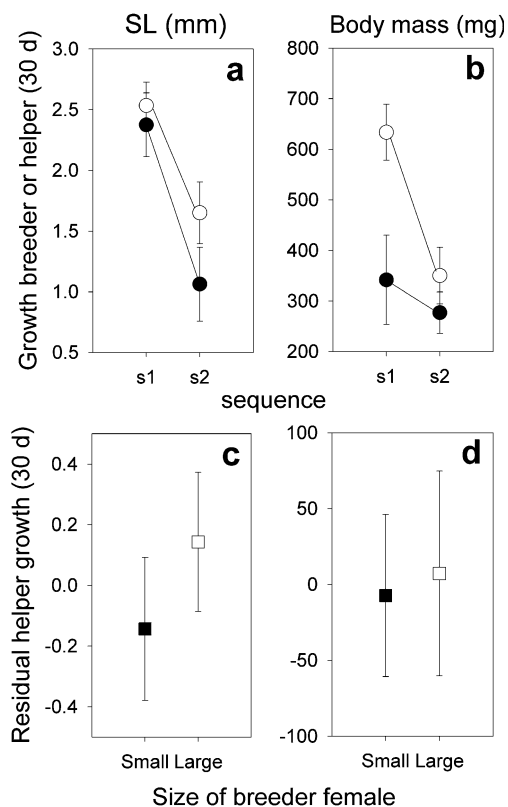 SL (mm)
Body mass (mg)
Growth breeder or helper (30 d)
a
3.0
2.5
2.0
1.5
1.0
0.5
s1 s2
b
800
700
600
500
400
300
200
s1 s2
sequence
Residual helper growth (30 d)
c
0.4
0.2
0.0
-0.2
-0.4
Small Large
d
100
50
0
-50
-100
Small Large
Size of breeder female